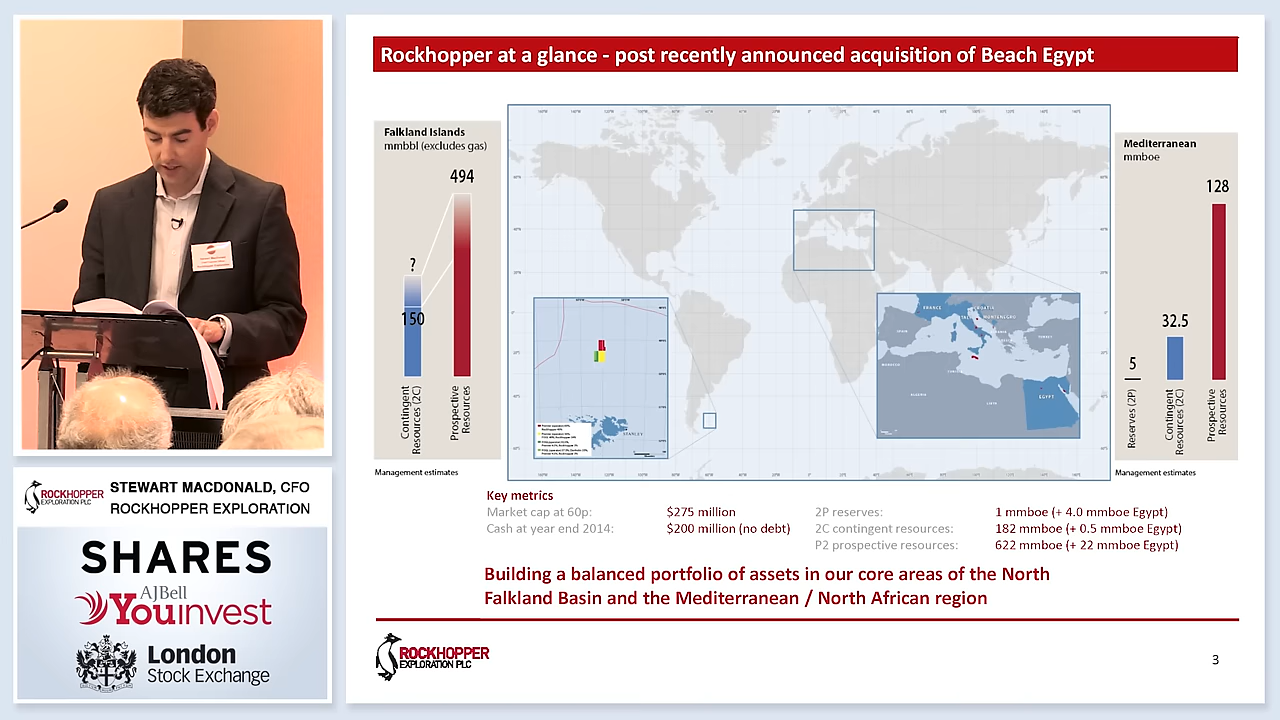 Rockhopper at a glance - post recently announced acquisition of Beach Egypt
Falkland Islands
mmbbl (excludes gas)
494
?
150
Contingent
Resources (2C)
Prospective
Resources
Management estimates
STANLEY
FRANCE
CROATIA
MONTENEGRO
SPAIN
TURKEY
MOROCCO
ALGERIA
LIBYA
EGYPT
Mediterranean
mmboe
128
32.5
5
Reserves (2P)
Contingent
Resources (2C)
Prospective
Resources
Management estimates
Key metrics
Market cap at 60p: $275 million
Cash at year end 2014: $200 million (no debt)
2P reserves: 1 mmboe (+ 4.0 mmboe Egypt)
2C contingent resources: 182 mmboe (+ 0.5 mmboe Egypt)
P2 prospective resources: 622 mmboe (+ 22 mmboe Egypt)
Building a balanced portfolio of assets in our core areas of the North
Falkland Basin and the Mediterranean / North African region
ROCKHOPPER
EXPLORATION PLC
3
ROCKHOPPER
EXPLORATION PLC
STEWART MACDONALD, CFO
ROCKHOPPER EXPLORATION
SHARES
AJBell
Youinvest
London
Stock Exchange